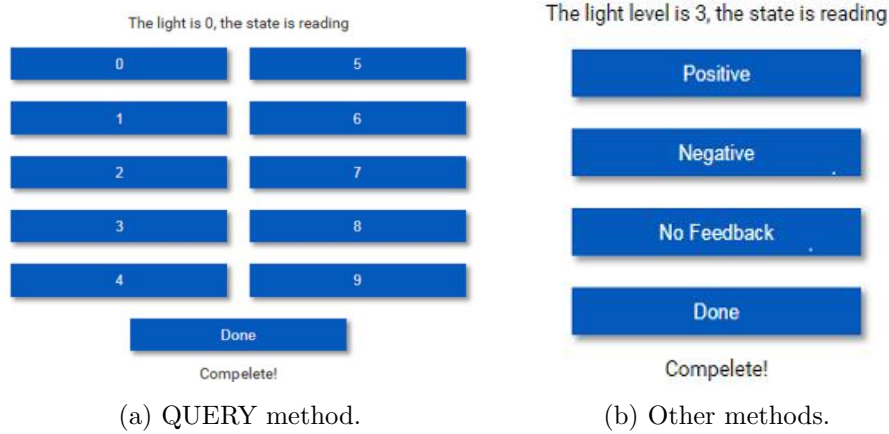 The light is 0, the state is reading
0
5
1
6
2
7
3
8
4
9
Done
Compelete!
(a) QUERY method.
The light level is 3, the state is reading
Positive
Negative
No Feedback
Done
Compelete!
(b) Other methods.